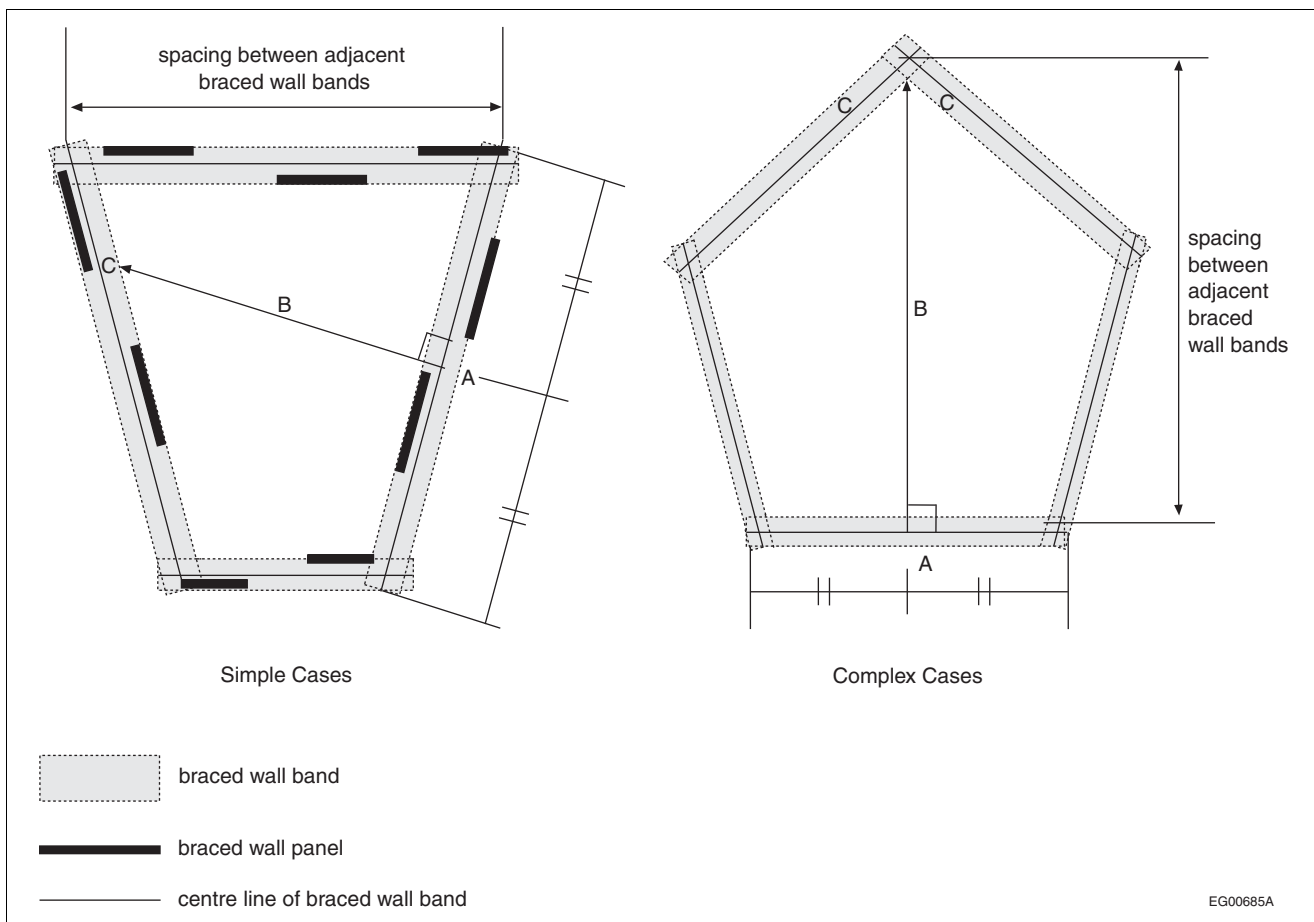 spacing between adjacent
braced wall bands
C
B
A
Simple Cases
C
C
B
spacing
between
adjacent
braced
wall bands
A
Complex Cases
braced wall band
braced wall panel
centre line of braced wall band
EG00685A